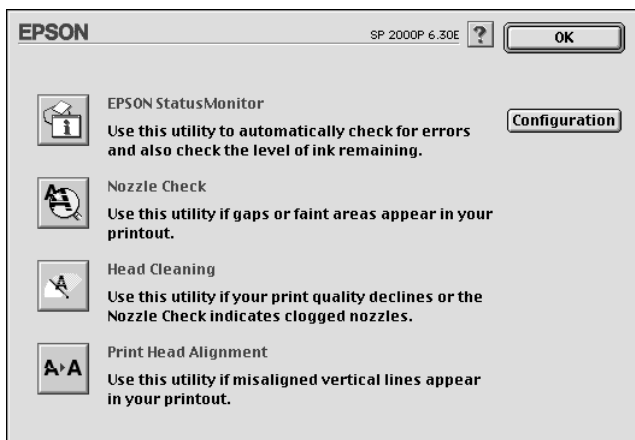 EPSON
SP 2000P 6.30E
?
OK
EPSON StatusMonitor
Use this utility to automatically check for errors
and also check the level of ink remaining.
Configuration
Nozzle Check
Use this utility if gaps or faint areas appear in your
printout.
Head Cleaning
Use this utility if your print quality declines or the
Nozzle Check indicates clogged nozzles.
A▸A
Print Head Alignment
Use this utility if misaligned vertical lines appear
in your printout.